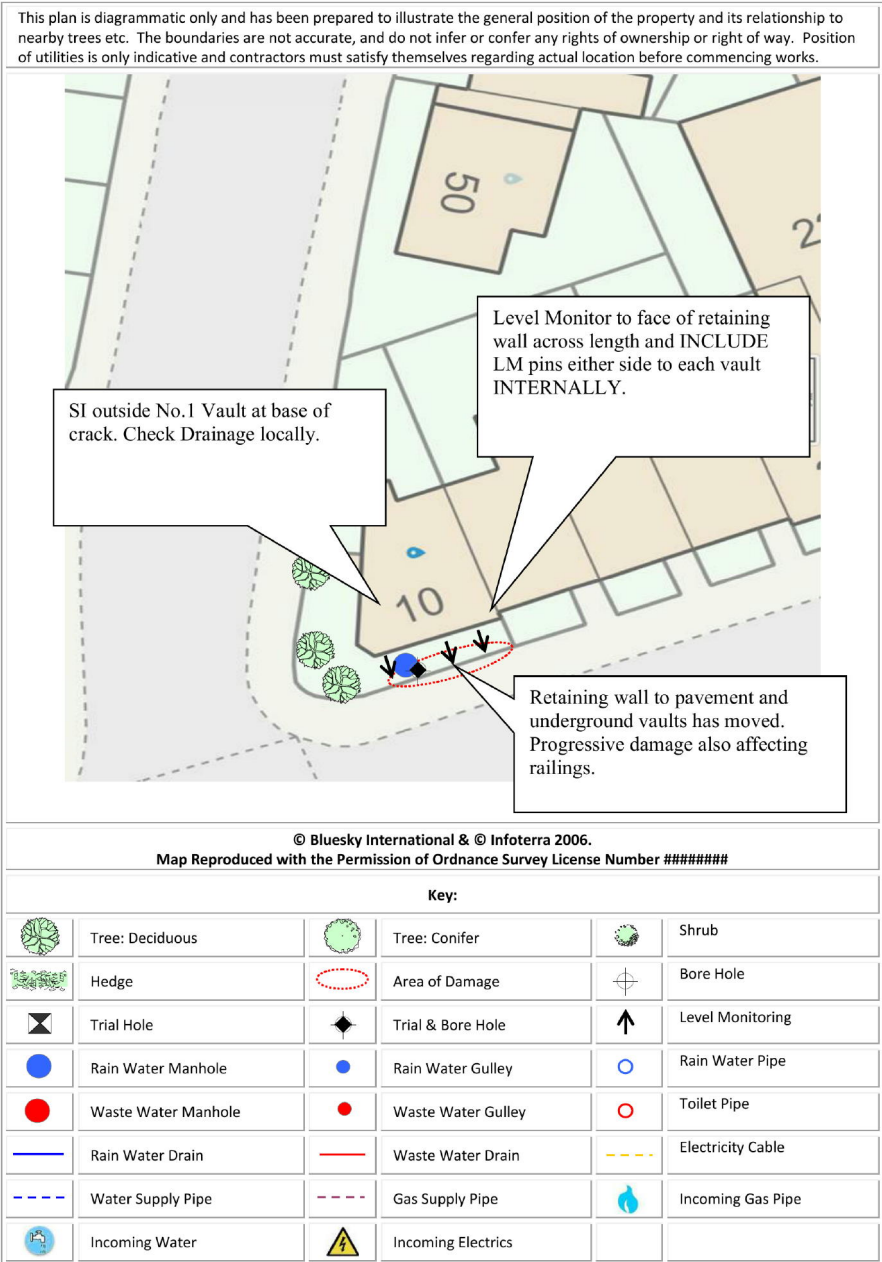 This plan is diagrammatic only and has been prepared to illustrate the general position of the property and its relationship to
nearby trees etc. The boundaries are not accurate, and do not infer or confer any rights of ownership or right of way. Position
of utilities is only indicative and contractors must satisfy themselves regarding actual location before commencing works.
50
Level Monitor to face of retaining
wall across length and INCLUDE
LM pins either side to each vault
INTERNALLY.
SI outside No.1 Vault at base of
crack. Check Drainage locally.
10
Retaining wall to pavement and
underground vaults has moved.
Progressive damage also affecting
railings.
© Bluesky International & © Infoterra 2006.
Map Reproduced with the Permission of Ordnance Survey License Number ########
Key:
Tree: Deciduous
Tree: Conifer
Shrub
Hedge
Area of Damage
Bore Hole
Trial Hole
Trial & Bore Hole
Level Monitoring
Rain Water Manhole
Rain Water Gulley
Rain Water Pipe
Waste Water Manhole
Waste Water Gulley
Toilet Pipe
Rain Water Drain
Waste Water Drain
Electricity Cable
Water Supply Pipe
Gas Supply Pipe
Incoming Gas Pipe
Incoming Water
Incoming Electrics